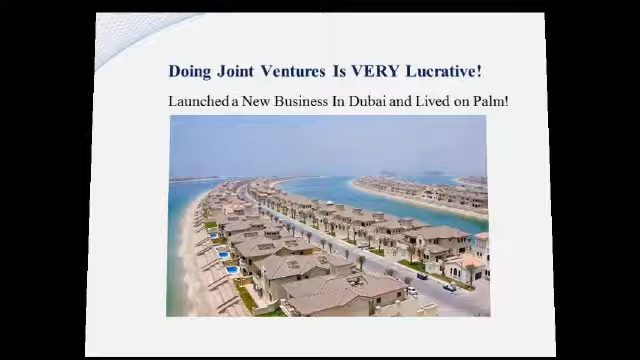 Doing Joint Ventures Is VERY Lucrative!
Launched a New Business In Dubai and Lived on Palm!